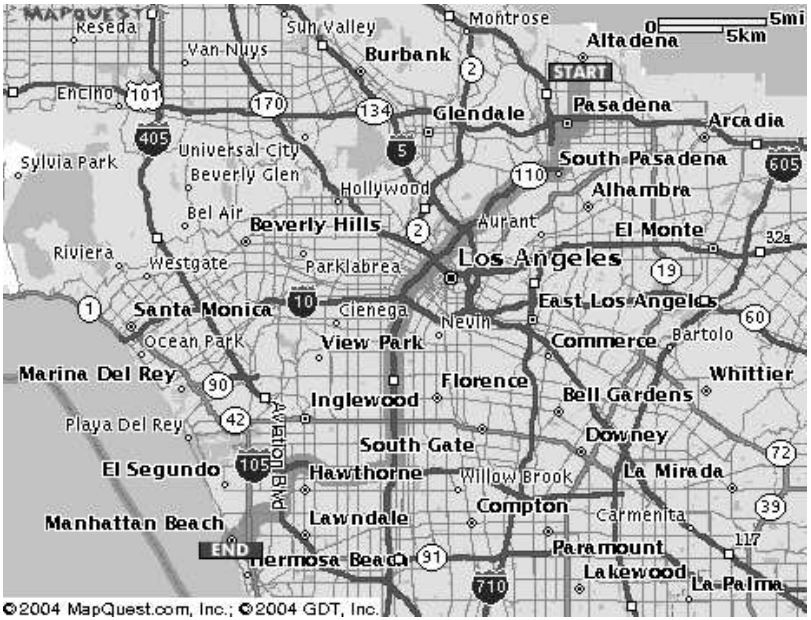 MAPQUEST
Reseda
Sun Valley
Montrose
0 5mi
5km
Van Nuys
Burbank
Altadena
2
START
Encino
101
170
134
Glendale
Pasadena
Arcadia
405
Universal City
5
Sylvia Park
Beverly Glen
110
South Pasadena
605
Hollywood
Alhambra
Bel Air
Beverly Hills
2
Aurant
El Monte
32a
Riviera
Westgate
Parklabrea
Los Angeles
19
1
Santa Monica
10
Cienega
East Los Angeles
60
Nevin
Ocean Park
View Park
Commerce
Bartolo
Marina Del Rey
90
Florence
Whittier
Inglewood
Bell Gardens
Playa Del Rey
42
Aviation Blvd
South Gate
Downey
72
El Segundo
105
Hawthorne
Willow Brook
La Mirada
Compton
39
Manhattan Beach
Lawndale
Carmenita
117
END
Hermosa Beach
91
Paramount
710
Lakewood
La Palma
©2004 MapQuest.com, Inc.; ©2004 GDT, Inc.